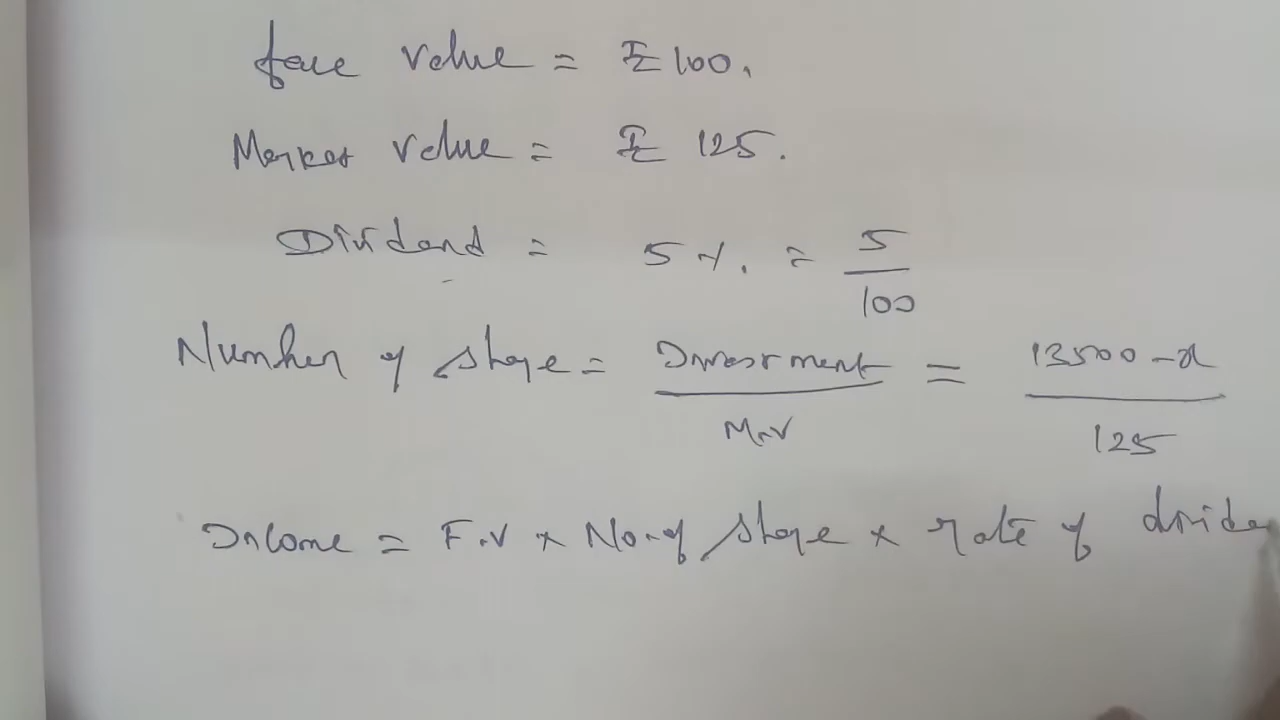 face value = ₹ 100.
Market value = ₹ 125.
Dividend = 5 %. = 5/100
Number of share = Investment/M.V = 13500 - x/125
Income = F.V × No. of share × rate of divide